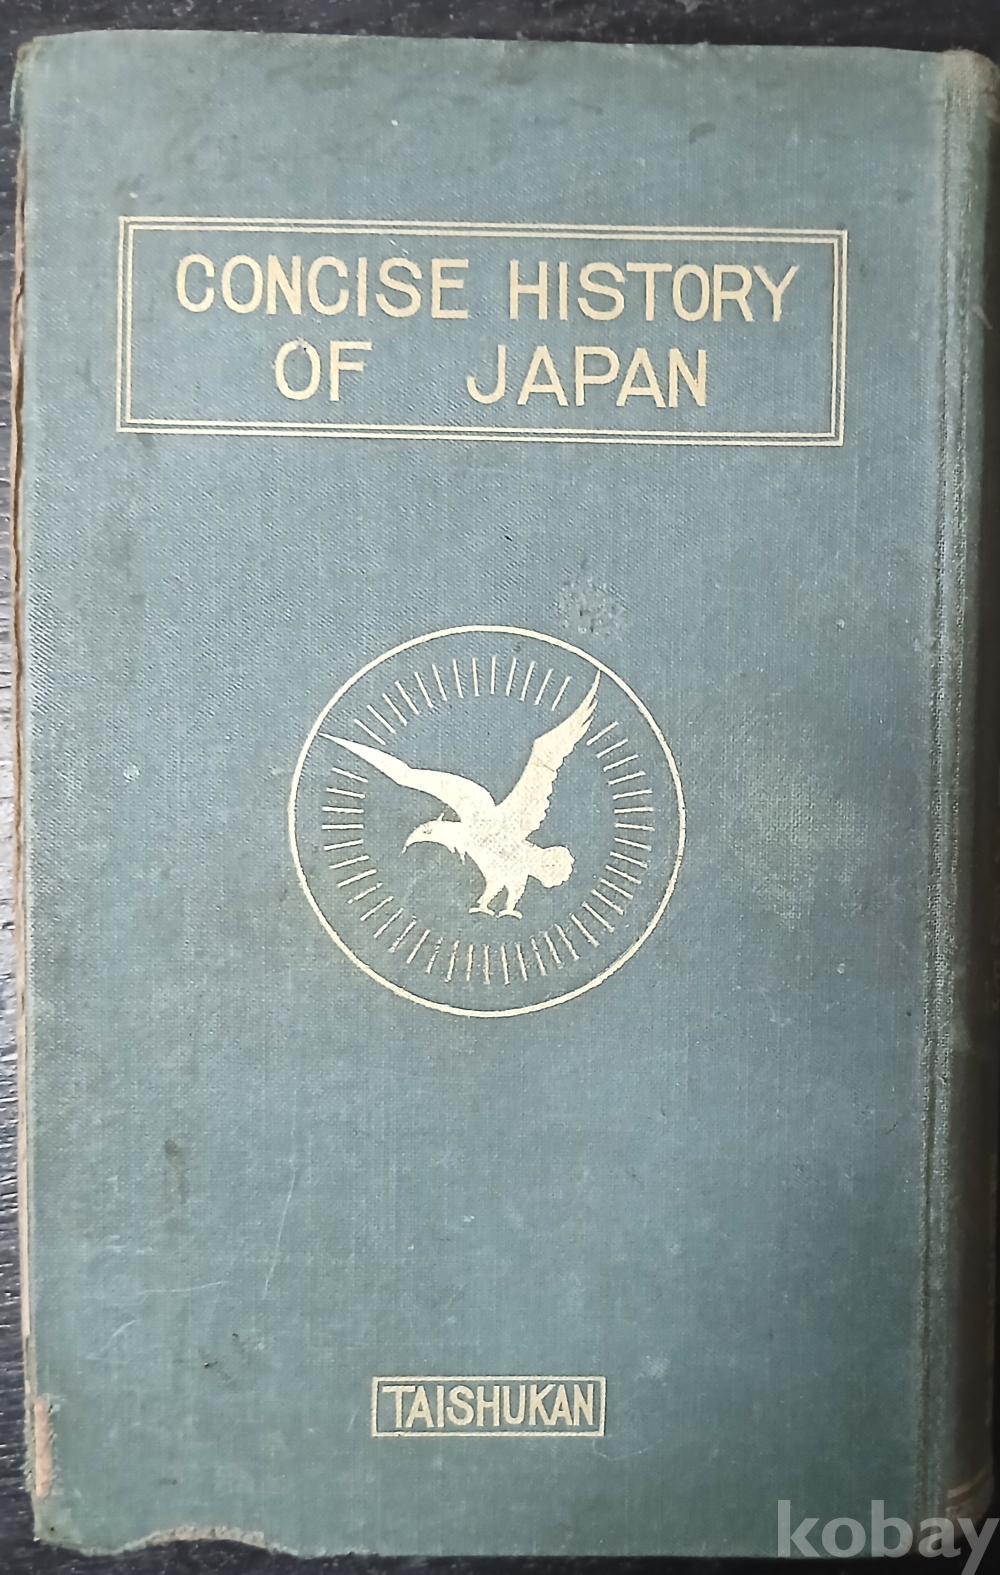 CONCISE HISTORY
OF JAPAN
TAISHUKAN
kobay